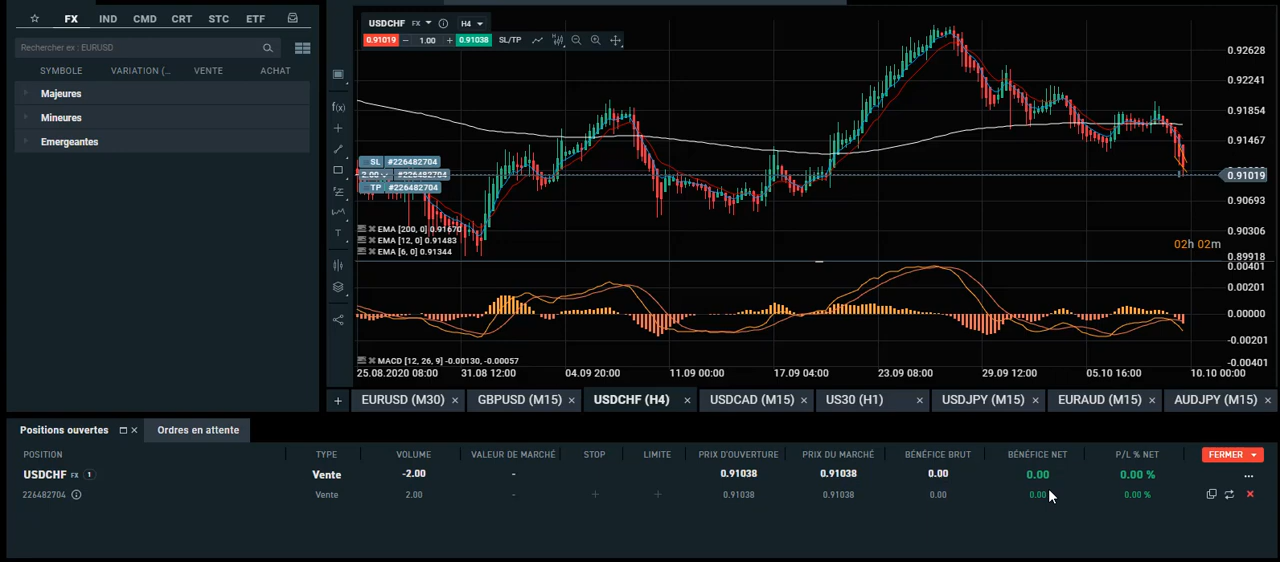 FX IND CMD CRT STC ETF
Rechercher ex : EURUSD
SYMBOLE VARIATION (... VENTE ACHAT
Majeures
Mineures
Emergeantes
USDCHF FX H4
0.91019 − 1.00 + 0.91038 SL/TP
f(x)
T
SL #226482704
2.00 #226482704
TP #226482704
EMA [200, 0] 0.91670
EMA [12, 0] 0.91483
EMA [6, 0] 0.91344
0.92628
0.92241
0.91854
0.91467
0.91019
0.90693
0.90306
02h 02m
0.89918
0.00401
0.00201
0.00000
-0.00201
-0.00401
MACD [12, 26, 9] -0.00130, -0.00057
25.08.2020 08:00 31.08 12:00 04.09 20:00 11.09 00:00 17.09 04:00 23.09 08:00 29.09 12:00 05.10 16:00 10.10 00:00
+ EURUSD (M30) × GBPUSD (M15) × USDCHF (H4) × USDCAD (M15) × US30 (H1) × USDJPY (M15) × EURAUD (M15) × AUDJPY (M15) ×
Positions ouvertes × Ordres en attente
POSITION TYPE VOLUME VALEUR DE MARCHÉ STOP LIMITE PRIX D'OUVERTURE PRIX DU MARCHÉ BÉNÉFICE BRUT BÉNÉFICE NET P/L % NET FERMER
USDCHF FX 1 Vente -2.00 - 0.91038 0.91038 0.00 0.00 0.00 % ...
226482704 Vente 2.00 - + + 0.91038 0.91038 0.00 0.00 0.00 % ×